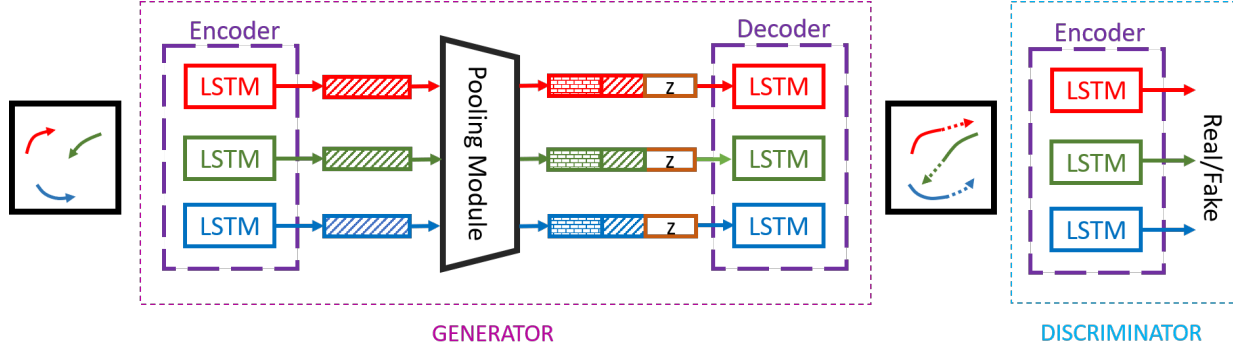 Encoder
LSTM
LSTM
LSTM
Pooling Module
z
z
z
Decoder
LSTM
LSTM
LSTM
GENERATOR
Encoder
LSTM
LSTM
LSTM
Real/Fake
DISCRIMINATOR